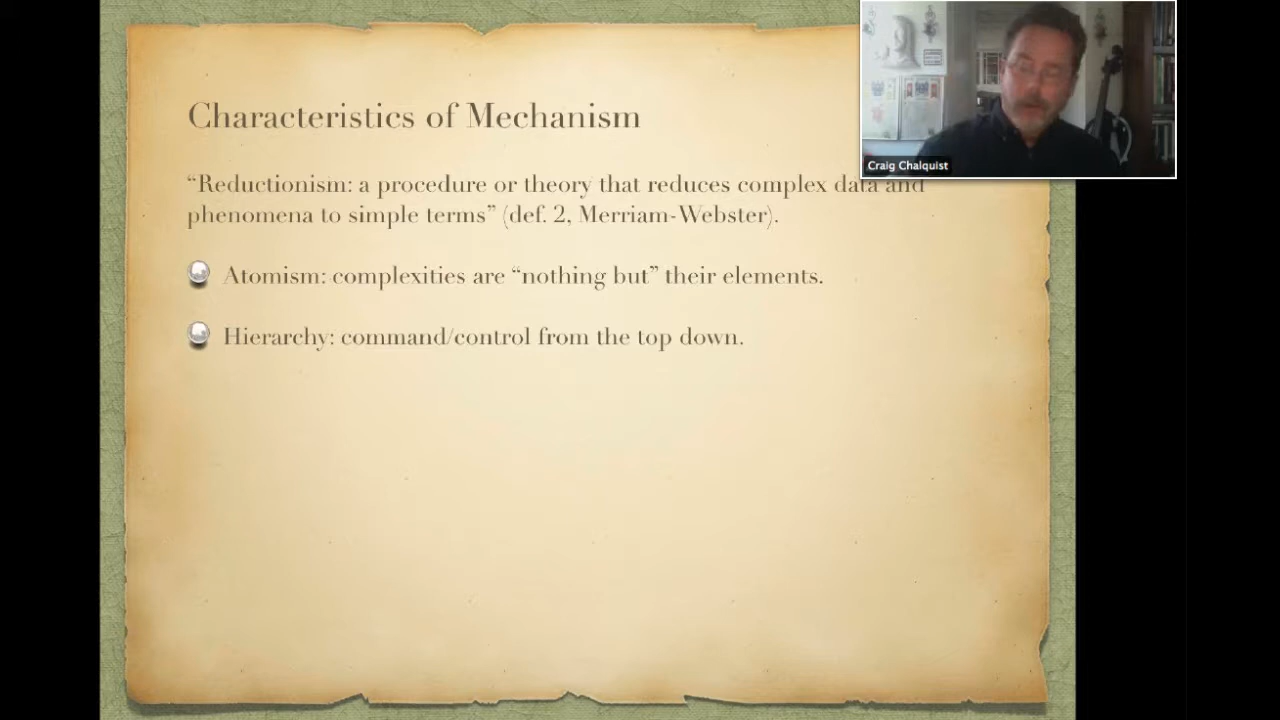 Characteristics of Mechanism
Craig Chalquist
“Reductionism: a procedure or theory that reduces complex data and
phenomena to simple terms” (def. 2, Merriam-Webster).
Atomism: complexities are “nothing but” their elements.
Hierarchy: command/control from the top down.